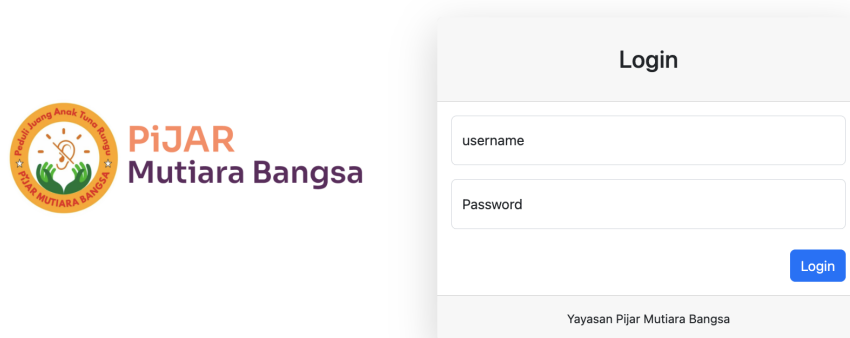 Peduli Juang Anak Tuna Rungu
PiJAR MUTIARA BANGSA
PiJAR
Mutiara Bangsa
Login
username
Password
Login
Yayasan Pijar Mutiara Bangsa